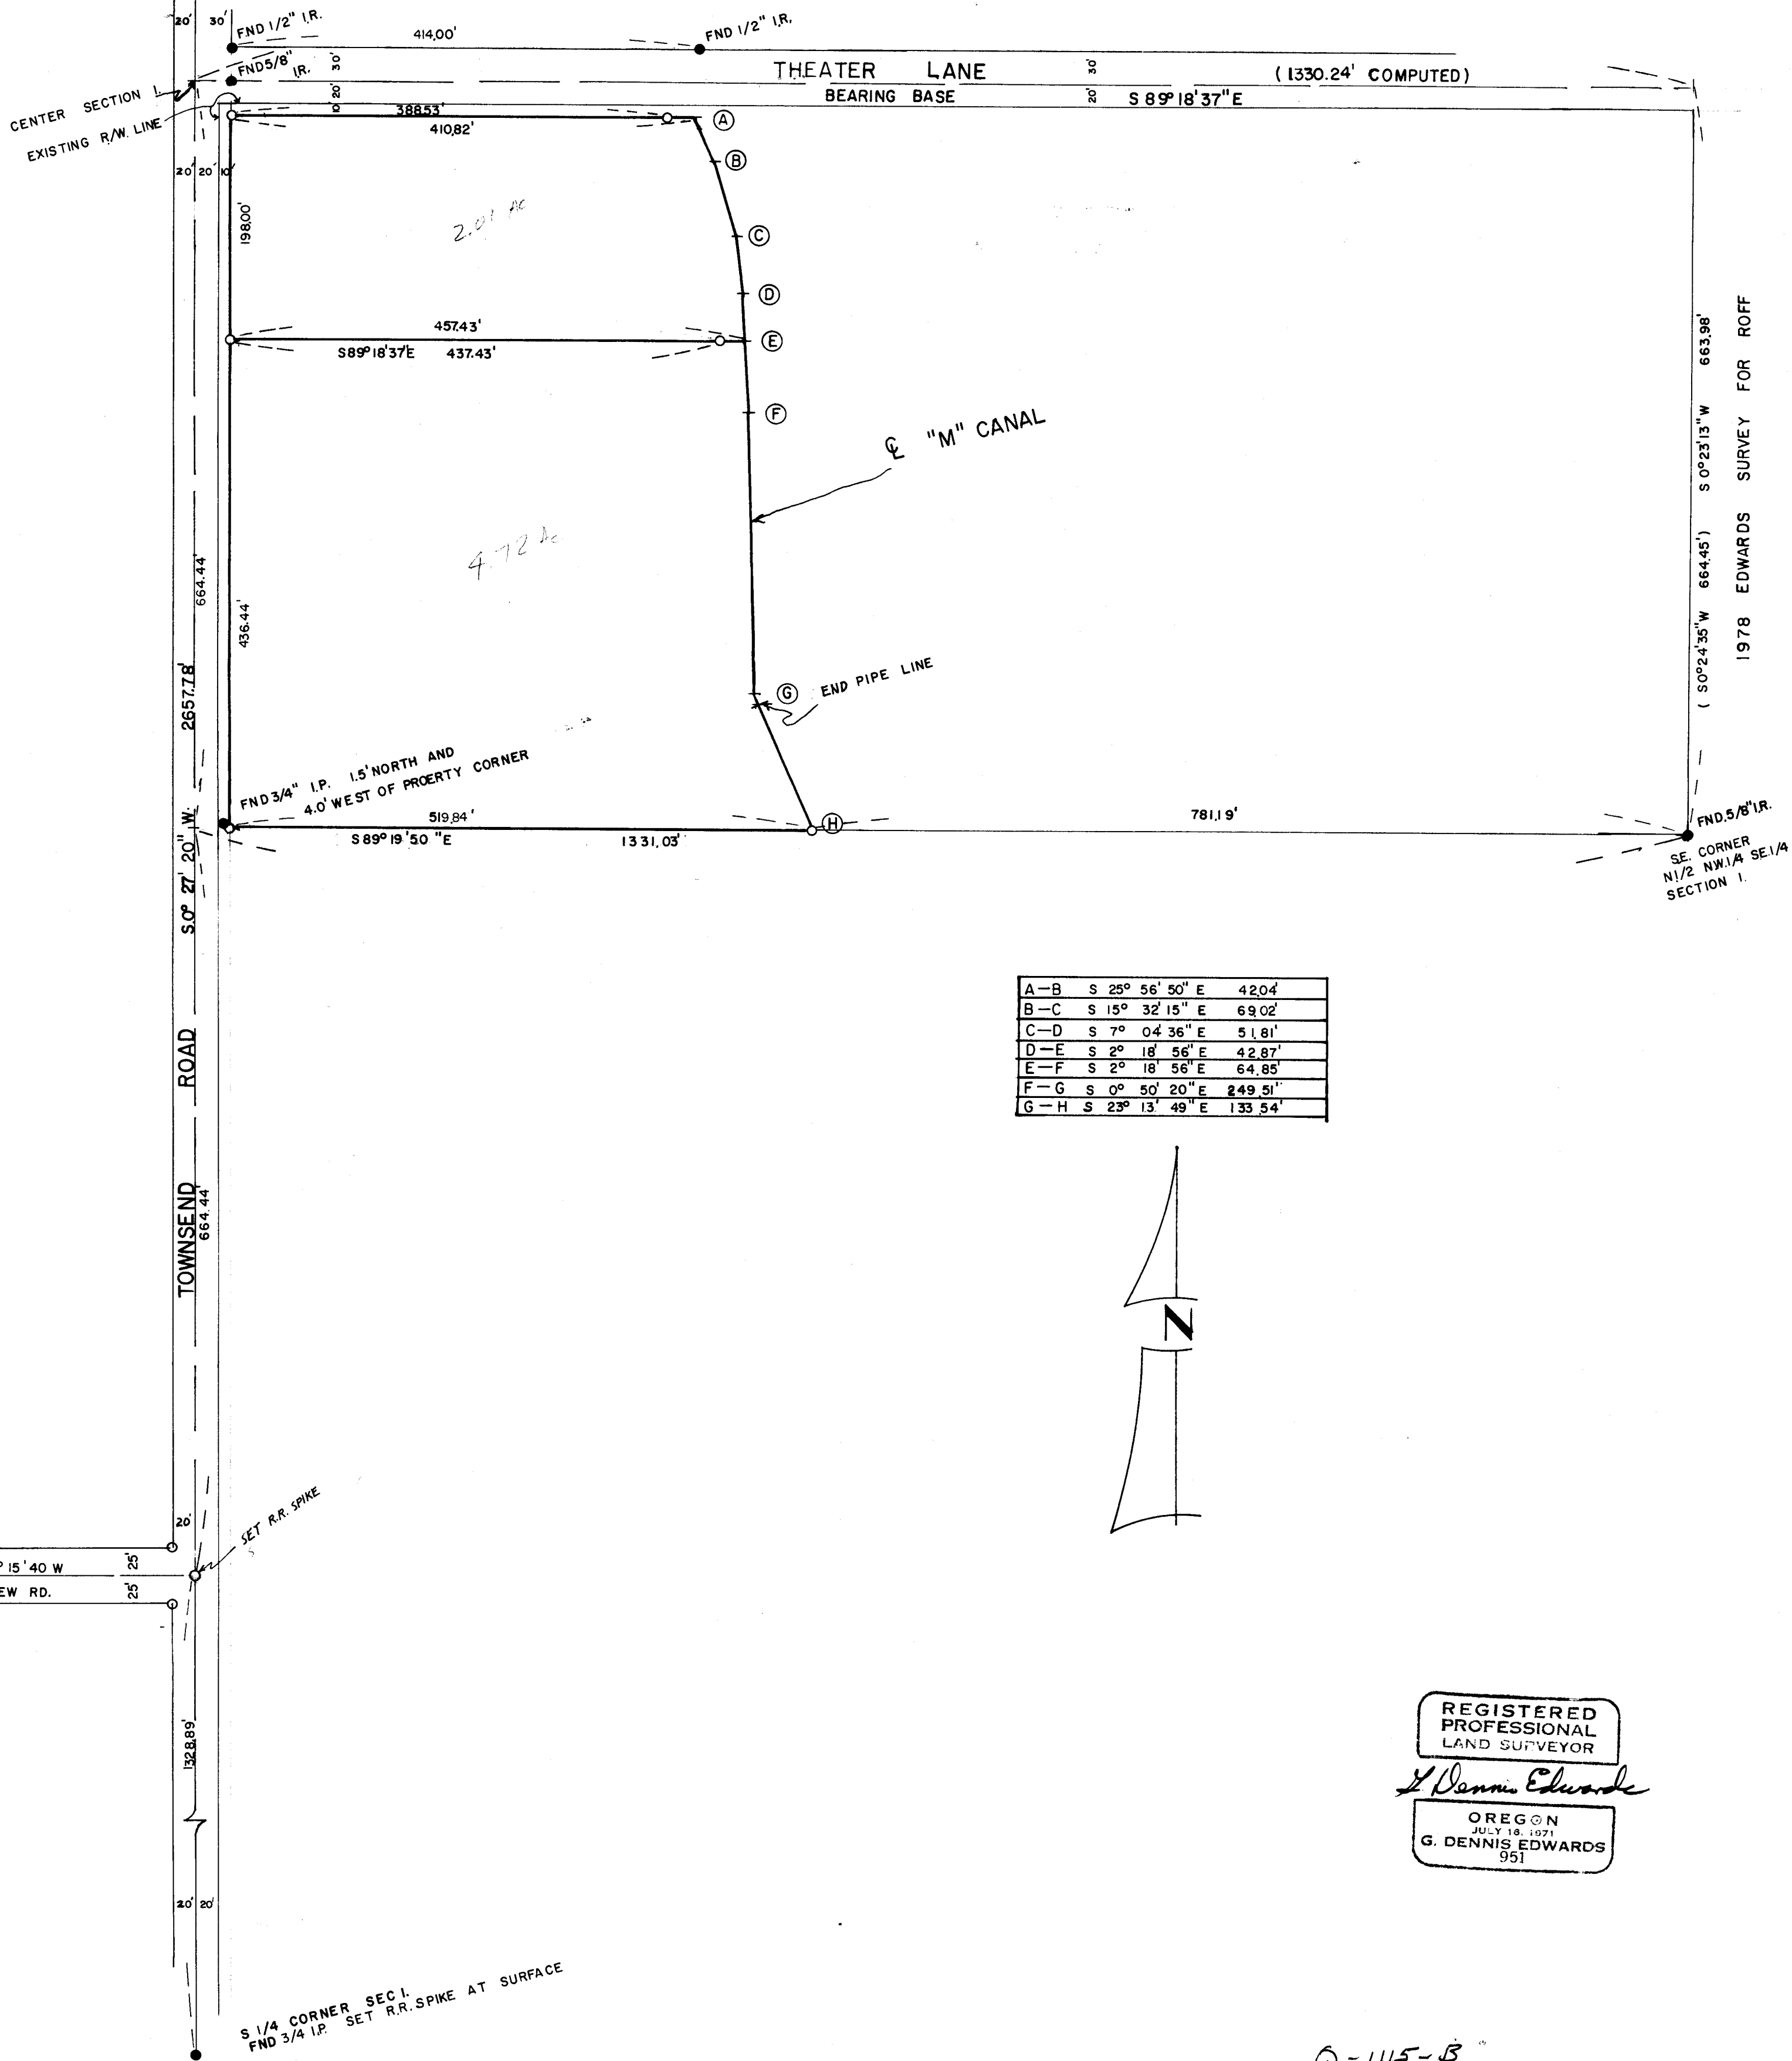 20' 30'
FND 1/2" I.R.
414.00'
FND 1/2" I.R.
FND 5/8" I.R.
30'
THEATER LANE
30'
(1330.24' COMPUTED)
CENTER SECTION 1.
10' 20'
BEARING BASE
20'
S 89° 18' 37" E
EXISTING R/W. LINE
388.53'
410.82'
A
B
20' 20' 10'
198.00'
2.01 Ac
C
D
457.43'
S 89° 18' 37' E 437.43'
E
F
℄ "M" CANAL
663.98'
S 0° 23' 13" W
( S 0° 24' 35" W 664.45')
1978 EDWARDS SURVEY FOR ROFF
4.72 Ac
664.44'
436.44'
2657.78'
G
END PIPE LINE
FND 3/4" I.P. 1.5' NORTH AND
4.0' WEST OF PROERTY CORNER
519.84'
S 89° 19' 50 "E 1331.03'
H
781.19'
FND. 5/8" I.R.
S.E. CORNER
N1/2 N.W.1/4 SE.1/4
SECTION 1.
S.0° 27' 20" W.
A-B S 25° 56' 50" E 42.04'
B-C S 15° 32' 15" E 69.02'
C-D S 7° 04' 36" E 51.81'
D-E S 2° 18' 56" E 42.87'
E-F S 2° 18' 56" E 64.85'
F-G S 0° 50' 20" E 249.51'
G-H S 23° 13' 49" E 133.54'
TOWNSEND ROAD
664.44'
N
20'
SET R.R. SPIKE
° 15' 40 W
25'
EW RD.
25'
1328.89'
REGISTERED
PROFESSIONAL
LAND SURVEYOR
G. Dennis Edwards
OREGON
JULY 16, 1971
G. DENNIS EDWARDS
951
20' 20'
S 1/4 CORNER SEC 1.
FND 3/4 I.P. SET R.R. SPIKE AT SURFACE